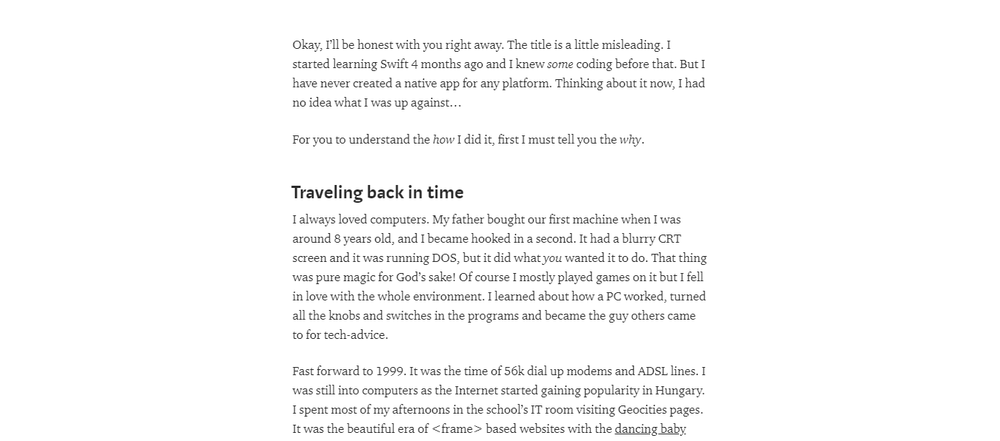 Okay, I’ll be honest with you right away. The title is a little misleading. I
started learning Swift 4 months ago and I knew some coding before that. But I
have never created a native app for any platform. Thinking about it now, I had
no idea what I was up against…
For you to understand the how I did it, first I must tell you the why.
Traveling back in time
I always loved computers. My father bought our first machine when I was
around 8 years old, and I became hooked in a second. It had a blurry CRT
screen and it was running DOS, but it did what you wanted it to do. That thing
was pure magic for God’s sake! Of course I mostly played games on it but I fell
in love with the whole environment. I learned about how a PC worked, turned
all the knobs and switches in the programs and became the guy others came
to for tech-advice.
Fast forward to 1999. It was the time of 56k dial up modems and ADSL lines. I
was still into computers as the Internet started gaining popularity in Hungary.
I spent most of my afternoons in the school’s IT room visiting Geocities pages.
It was the beautiful era of <frame> based websites with the dancing baby